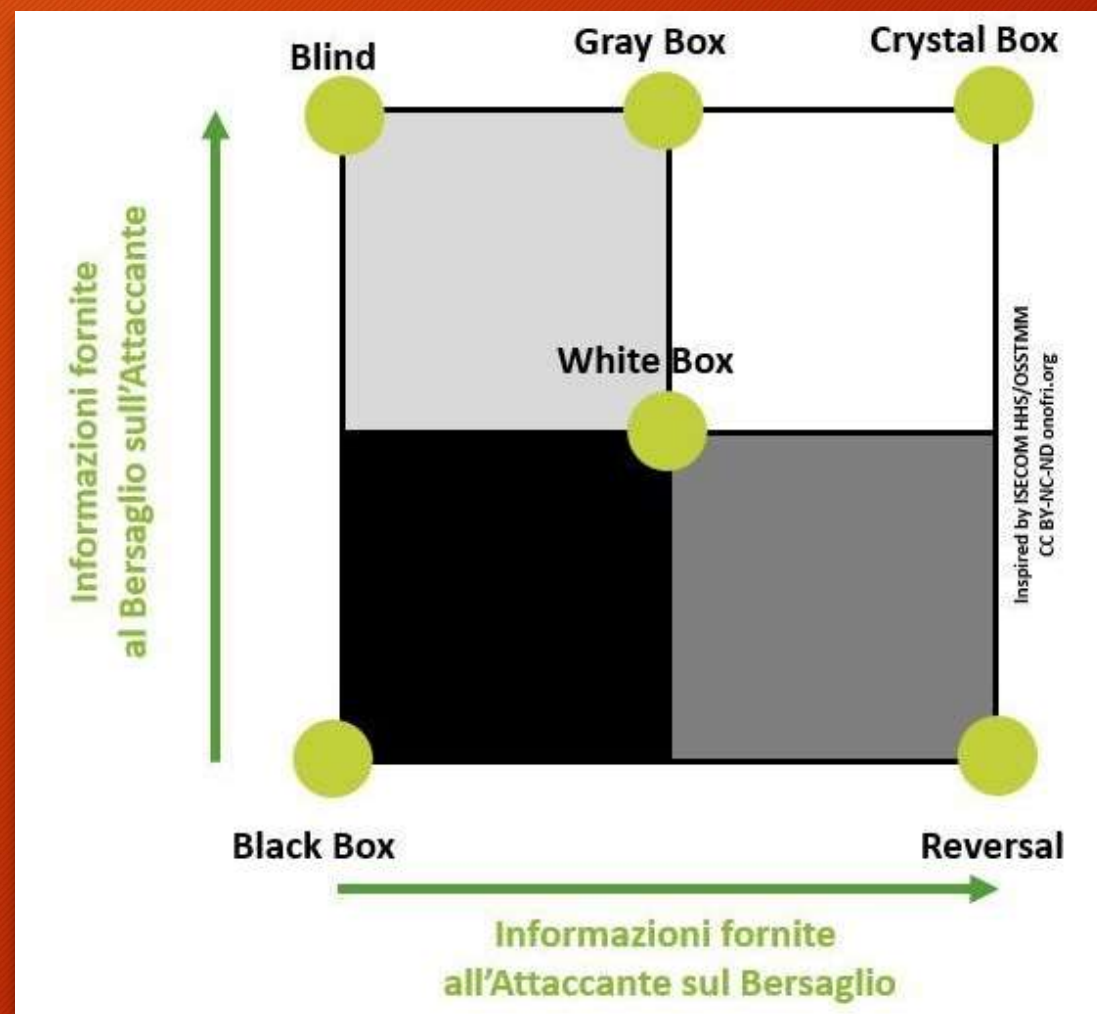 Blind
Gray Box
Crystal Box
Informazioni fornite
al Bersaglio sull'Attaccante
White Box
Inspired by ISECOM HHS/OSSTMM
CC BY-NC-ND onofri.org
Black Box
Reversal
Informazioni fornite
all'Attaccante sul Bersaglio